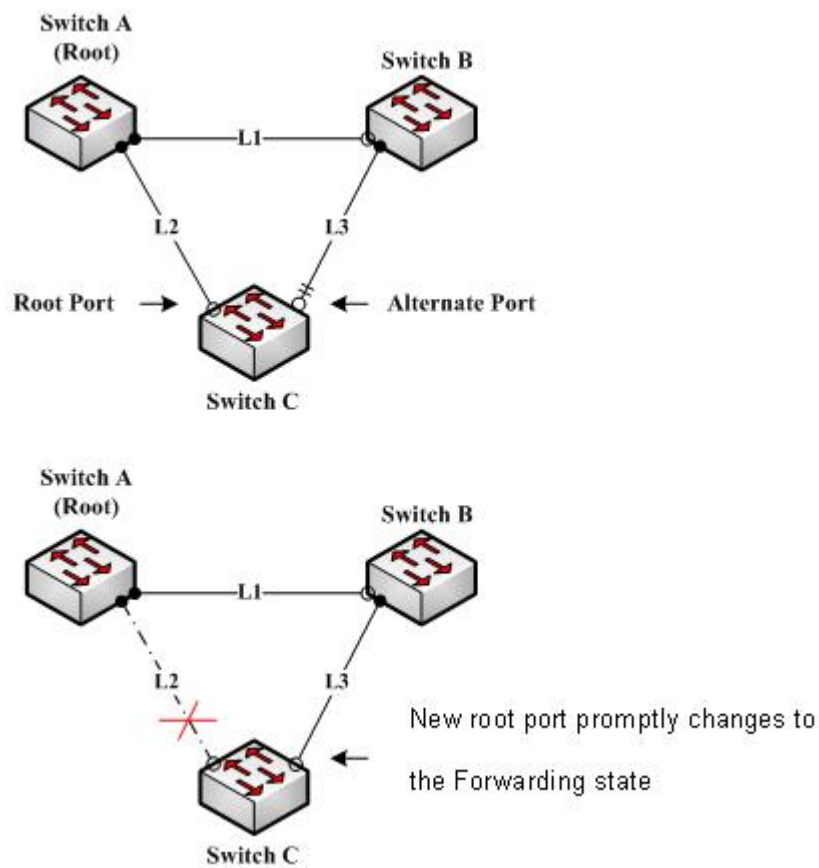 Switch A
(Root)
Switch B
L1
L2
L3
Root Port
Alternate Port
Switch C
Switch A
(Root)
Switch B
L1
L2
L3
New root port promptly changes to
the Forwarding state
Switch C